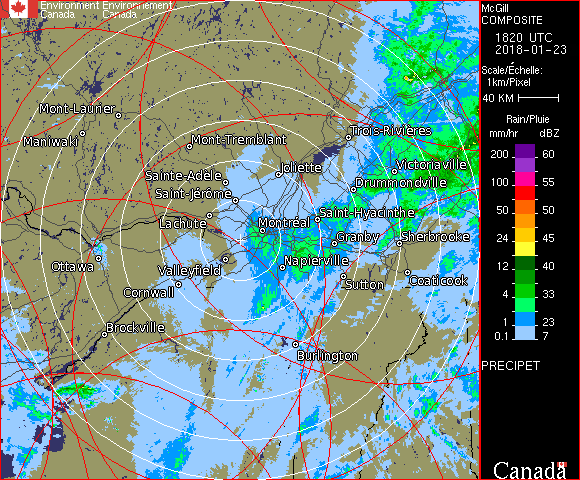 Environment Environnement
Canada Canada
McGill
COMPOSITE
1820 UTC
2018-01-23
Scale/Échelle:
1km/Pixel
40 KM
Rain/Pluie
mm/hr dBZ
200 60
100 55
50 50
45
24 40
12 40
4 33
1 23
0.1 7
PRECIPET
Canada
Mont-Laurier
Maniwaki
Mont-Tremblant
Trois-Rivières
Sainte-Adèle
Joliette
Victoriaville
Drummondville
Saint-Jérôme
Lachute
Saint-Hyacinthe
Montréal
Granby
Sherbrooke
Ottawa
Valleyfield
Napierville
Cornwall
Sutton
Coaticook
Brockville
Burlington